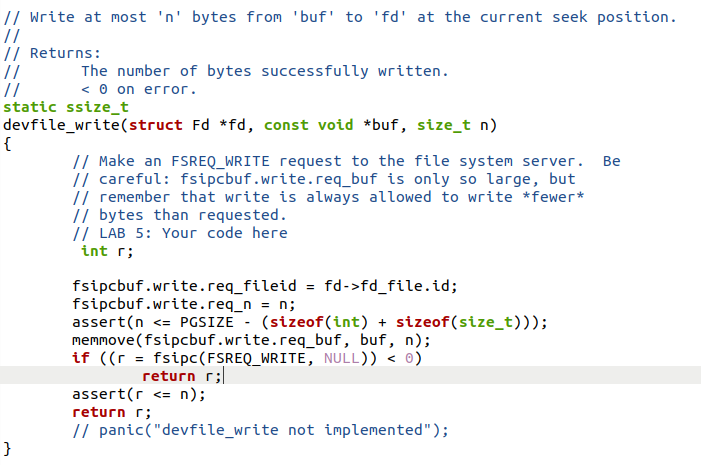 // Write at most 'n' bytes from 'buf' to 'fd' at the current seek position.
//
// Returns:
//       The number of bytes successfully written.
//       < 0 on error.
static ssize_t
devfile_write(struct Fd *fd, const void *buf, size_t n)
{
        // Make an FSREQ_WRITE request to the file system server.  Be
        // careful: fsipcbuf.write.req_buf is only so large, but
        // remember that write is always allowed to write *fewer*
        // bytes than requested.
        // LAB 5: Your code here
         int r;

        fsipcbuf.write.req_fileid = fd->fd_file.id;
        fsipcbuf.write.req_n = n;
        assert(n <= PGSIZE - (sizeof(int) + sizeof(size_t)));
        memmove(fsipcbuf.write.req_buf, buf, n);
        if ((r = fsipc(FSREQ_WRITE, NULL)) < 0)
                return r;
        assert(r <= n);
        return r;
        // panic("devfile_write not implemented");
}